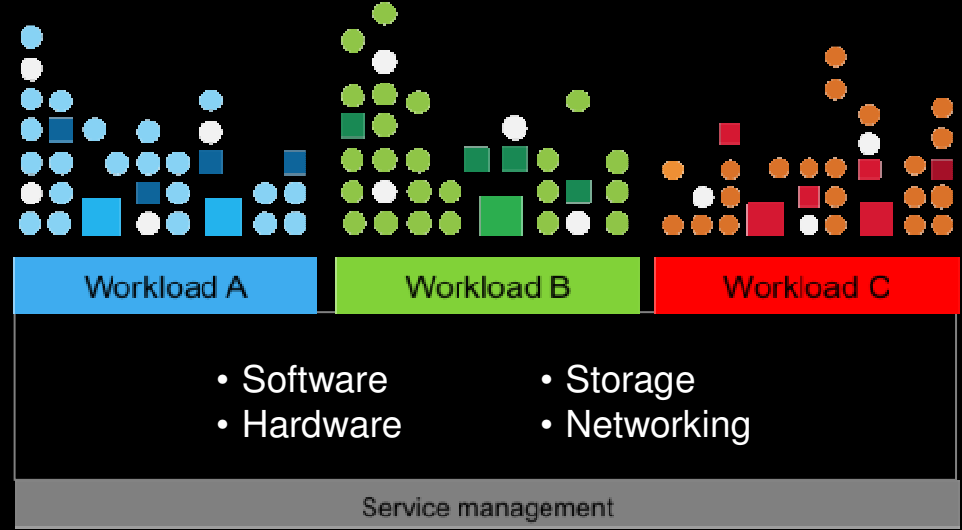 Workload A
Workload B
Workload C
• Software
• Hardware
• Storage
• Networking
Service management